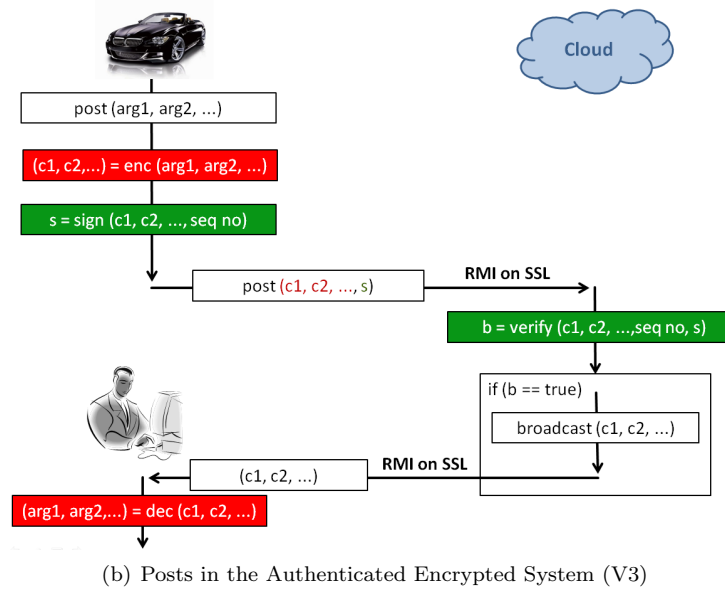 Cloud
post (arg1, arg2, ...)
(c1, c2,...) = enc (arg1, arg2, ...)
s = sign (c1, c2, ...,seq no)
post (c1, c2, ...,s)
RMI on SSL
b = verify (c1, c2, ...,seq no, s)
if (b == true)
broadcast (c1, c2, ...)
RMI on SSL
(c1, c2, ...)
(arg1, arg2,...) = dec (c1, c2, ...)
(b) Posts in the Authenticated Encrypted System (V3)